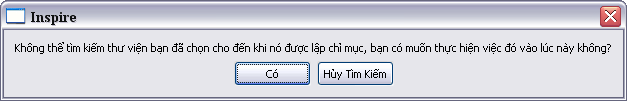 Inspire
Không thể tìm kiếm thư viện bạn đã chọn cho đến khi nó được lập chỉ mục, bạn có muốn thực hiện việc đó vào lúc này không?
Có
Hủy Tìm Kiếm